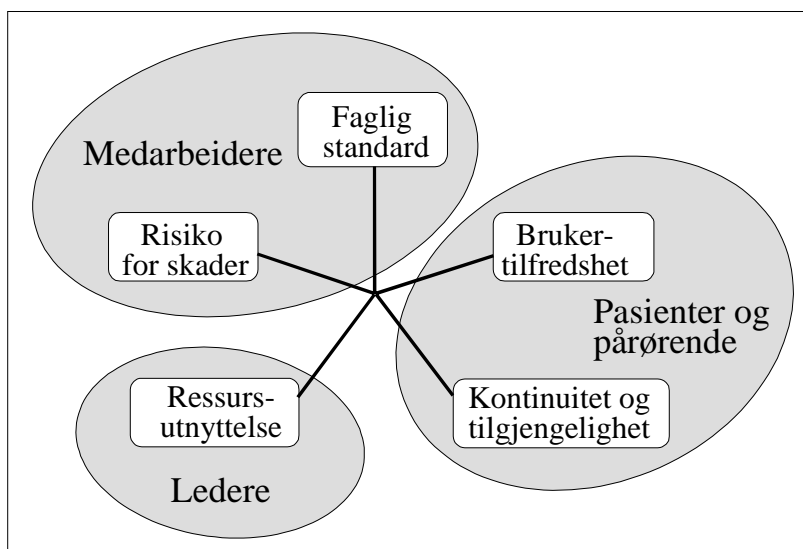 Faglig
standard
Medarbeidere
Risiko
for skader
Bruker-
tilfredshet
Pasienter og
pårørende
Ressurs-
utnyttelse
Kontinuitet og
tilgjengelighet
Ledere